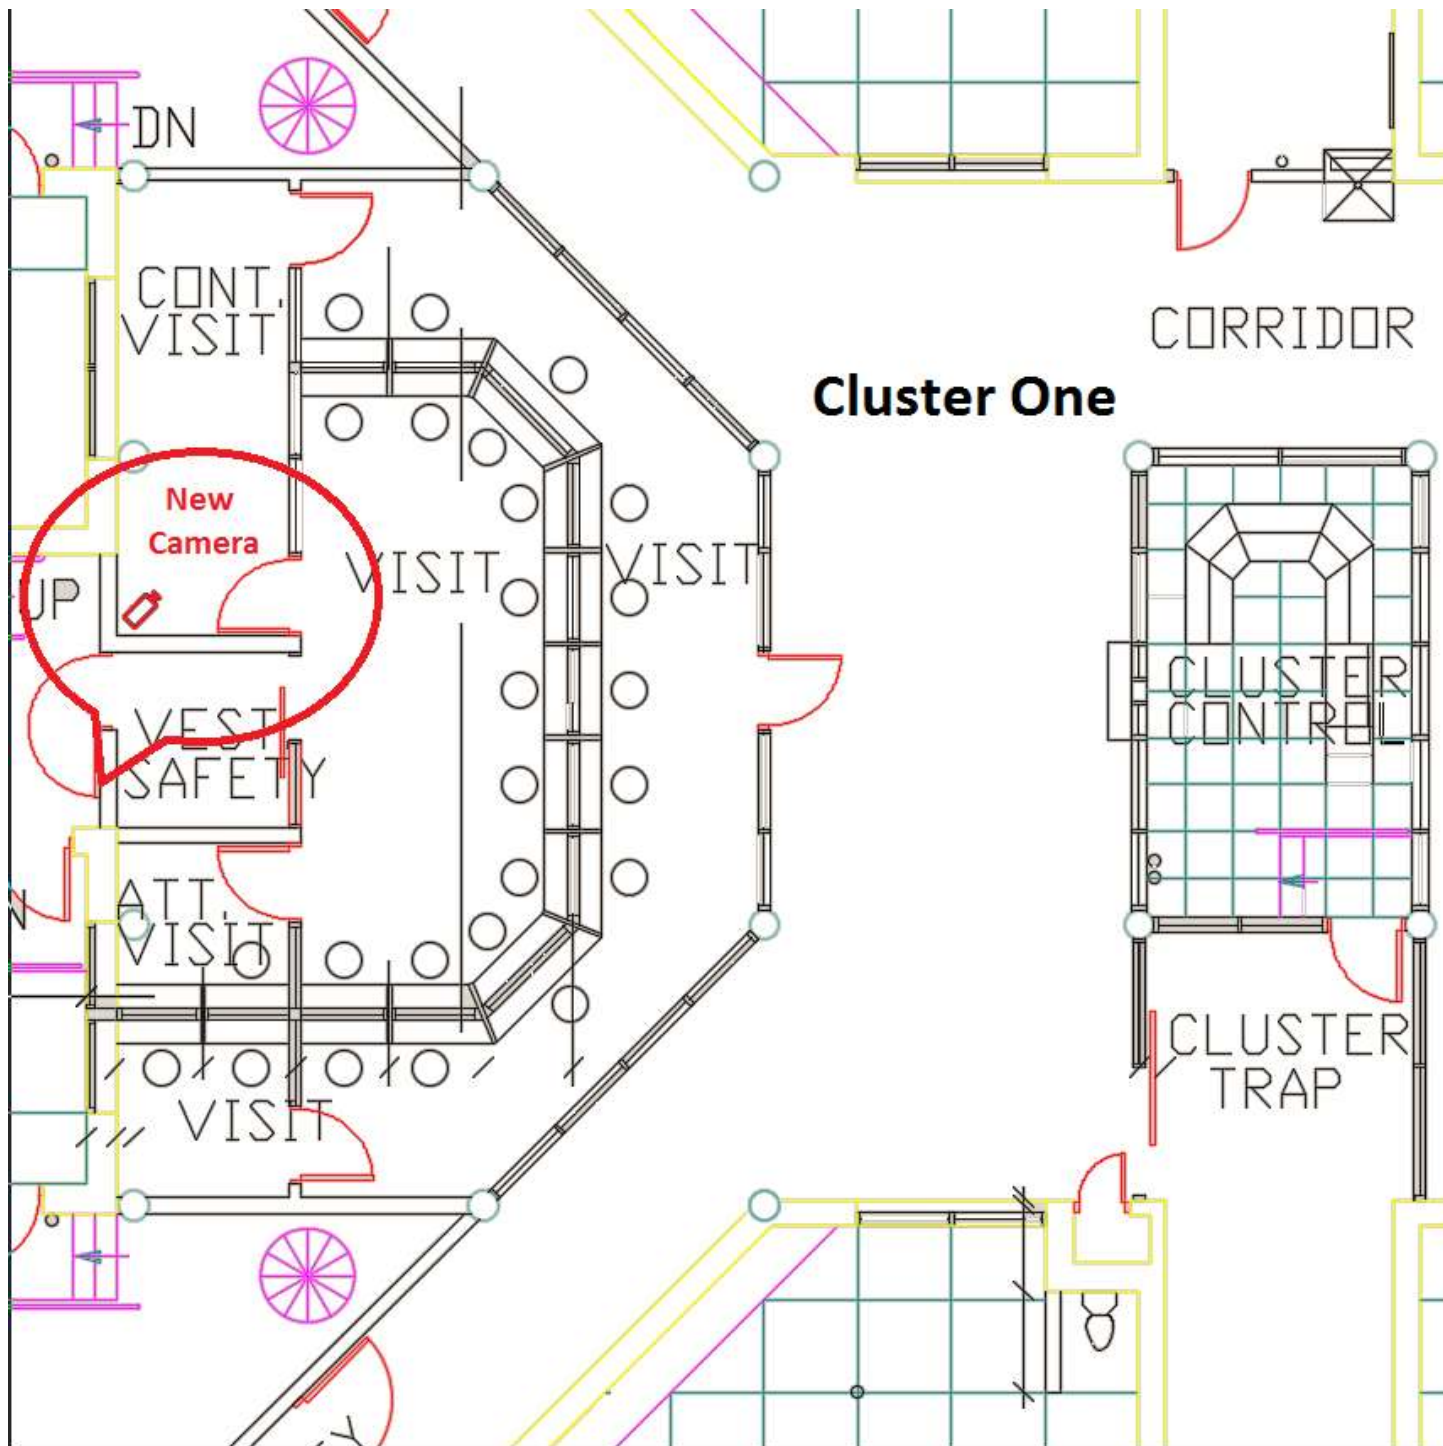 DN
CONT.
VISIT
CORRIDOR
Cluster One
New
Camera
VISIT
VISIT
UP
CLUSTER
CONTROL
VEST
SAFETY
CO
ATT.
VISIT
N
CLUSTER
TRAP
VISIT
Y